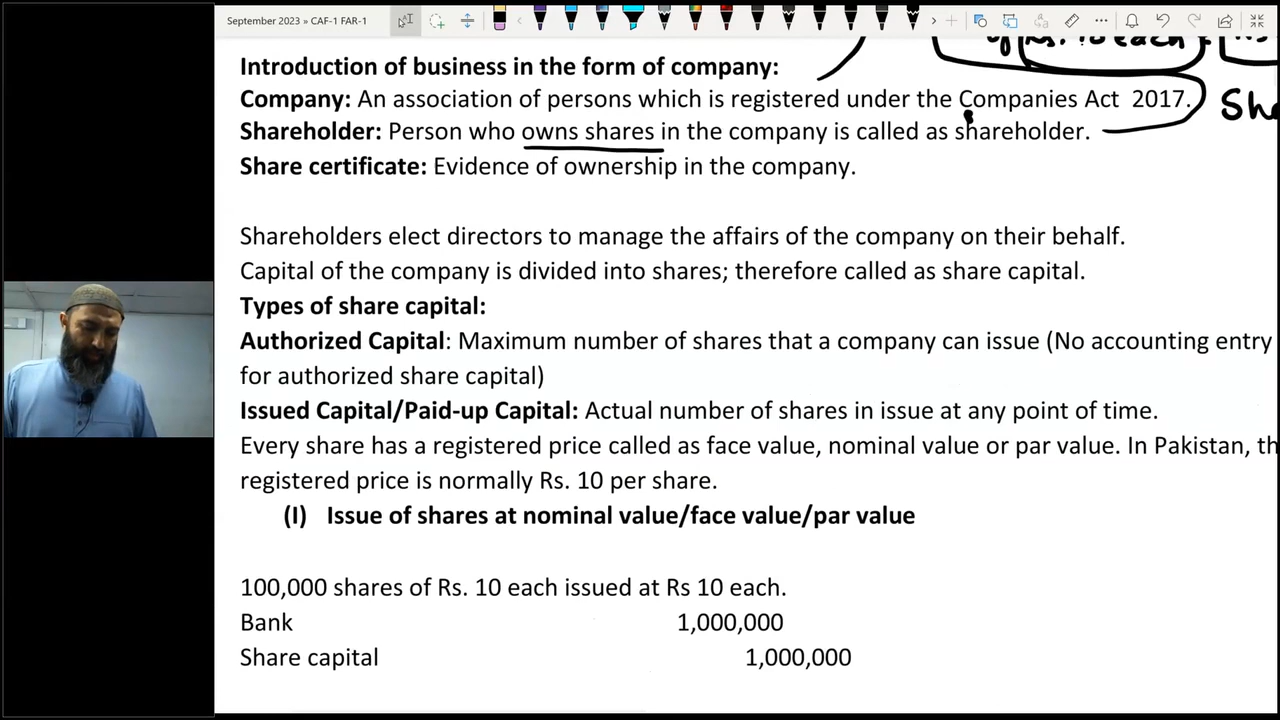 September 2023 » CAF-1 FAR-1
of Rs. 10 each
Introduction of business in the form of company:
Company: An association of persons which is registered under the Companies Act 2017.
Sha
Shareholder: Person who owns shares in the company is called as shareholder.
Share certificate: Evidence of ownership in the company.
Shareholders elect directors to manage the affairs of the company on their behalf.
Capital of the company is divided into shares; therefore called as share capital.
Types of share capital:
Authorized Capital: Maximum number of shares that a company can issue (No accounting entry
for authorized share capital)
Issued Capital/Paid-up Capital: Actual number of shares in issue at any point of time.
Every share has a registered price called as face value, nominal value or par value. In Pakistan, th
registered price is normally Rs. 10 per share.
(I) Issue of shares at nominal value/face value/par value
100,000 shares of Rs. 10 each issued at Rs 10 each.
Bank 1,000,000
Share capital 1,000,000